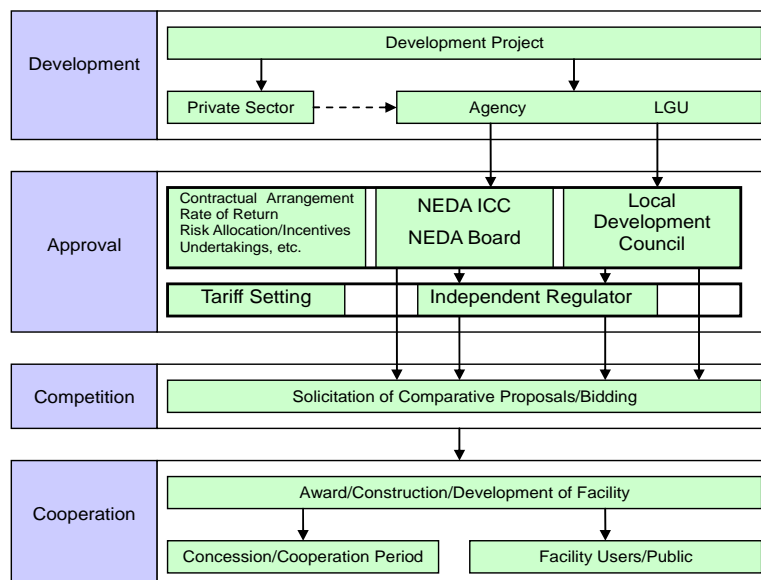 Development
Development Project
Private Sector
Agency
LGU
Approval
Contractual Arrangement
Rate of Return
Risk Allocation/Incentives
Undertakings, etc.
NEDA ICC
NEDA Board
Local
Development
Council
Tariff Setting
Independent Regulator
Competition
Solicitation of Comparative Proposals/Bidding
Cooperation
Award/Construction/Development of Facility
Concession/Cooperation Period
Facility Users/Public